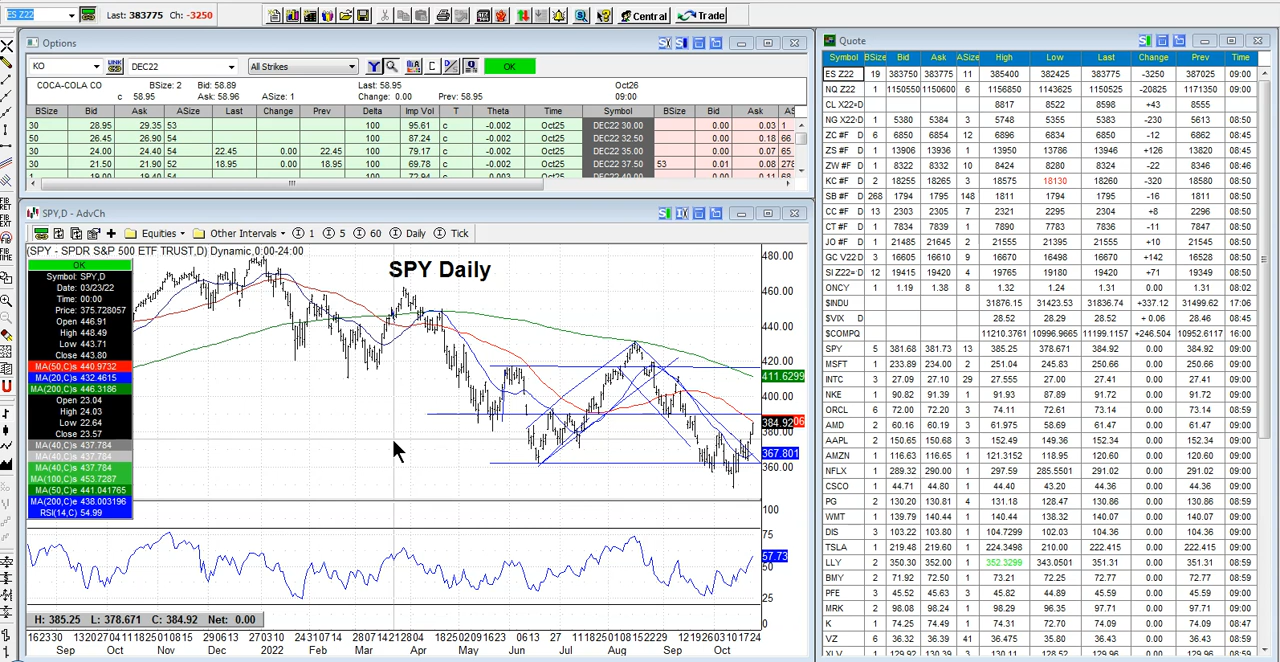 ES Z22 Last: 383775 Ch: -3250 Central Trade
Options
KO DEC22 All Strikes C OK
COCA-COLA CO BSize: 2 Bid: 58.89 Last: 58.95 Oct26
c 58.95 Ask: 58.96 ASize: 1 Change: 0.00 Prev: 58.95 09:00
BSize Bid Ask ASize Last Change Prev Delta Imp Vol T Theta Time Symbol BSize Bid Ask AS
30 28.95 29.35 53 100 95.61 c -0.002 Oct25 DEC22 30.00 0.00 0.03 1
50 26.45 26.90 54 100 87.24 c -0.002 Oct25 DEC22 32.50 0.00 0.18 66
30 24.00 24.40 54 22.45 0.00 22.45 100 79.17 c -0.002 Oct25 DEC22 35.00 0.00 0.07 65
30 21.50 21.90 52 18.95 0.00 18.95 100 69.78 c -0.002 Oct25 DEC22 37.50 53 0.01 0.08 278
SPY,D - AdvCh
Equities Other Intervals 1 5 60 Daily Tick
(SPY - SPDR S&P 500 ETF TRUST,D) Dynamic,0:00-24:00
SPY Daily
OK
Symbol: SPY,D
Date: 03/23/22
Time: 00:00
Price: 375.728057
Open 446.91
High 448.49
Low 443.71
Close 443.80
MA(50,C)s 440.9732
MA(20,C)s 432.4615
MA(200,C)s 446.3186
Open 23.04
High 24.03
Low 22.64
Close 23.57
MA(40,C)s 437.784
MA(40,C)s 437.784
MA(40,C)s 437.784
MA(100,C)s 453.7287
MA(50,C)e 441.041765
MA(200,C)e 438.003196
RSI(14,C) 54.99
480.00
460.00
440.00
420.00
411.6299
400.00
384.92
380.00
367.801
360.00
100
75
57.73
50
25
0
H: 385.25 L: 378.671 C: 384.92 Net: 0.00
Sep Oct Nov Dec 2022 Feb Mar Apr May Jun Jul Aug Sep Oct
Quote
Symbol BSize Bid Ask ASize High Low Last Change Prev Time
ES Z22 19 383750 383775 11 385400 382425 383775 -3250 387025 09:00
NQ Z22 1 1150550 1150600 6 1156850 1143625 1150525 -20825 1171350 09:00
CL X22=D 8817 8522 8598 +43 8555
NG X22=D 1 5380 5384 3 5748 5355 5383 -230 5613 08:50
ZC #F D 5 6850 6854 12 6896 6834 6850 -12 6862 08:45
ZS #F D 5 13906 13936 1 13950 13786 13946 +126 13820 08:45
ZW #F D 1 8322 8332 10 8424 8280 8324 -22 8346 08:46
KC #F D 2 18255 18265 3 18575 18130 18260 -320 18580 08:50
SB #F D 268 1794 1795 148 1811 1794 1795 -16 1811 08:50
CC #F D 13 2303 2305 7 2321 2295 2304 +8 2296 08:50
CT #F D 1 7834 7839 1 7890 7783 7836 -11 7847 08:50
JO #F D 1 21485 21645 2 21555 21395 21555 +10 21545 08:50
GC V22=D 5 16605 16610 9 16670 16498 16670 +142 16528 08:50
SI Z22=D 12 19415 19420 4 19765 19180 19420 +71 19349 08:50
ONCY 1 1.19 1.38 8 1.32 1.24 1.31 0.00 1.31 08:02
$INDU 31876.15 31423.53 31836.74 +337.12 31499.62 17:06
$VIX D 28.52 28.29 28.52 + 0.06 28.46 08:45
$COMPQ 11210.3761 10996.9665 11199.1157 +246.504 10952.6117 16:00
SPY 5 381.68 381.73 13 385.25 378.671 384.92 0.00 384.92 09:00
MSFT 1 233.89 234.00 2 251.04 245.83 250.66 0.00 250.66 09:00
INTC 3 27.09 27.10 29 27.555 27.00 27.41 0.00 27.41 09:00
NKE 1 90.82 91.39 1 91.93 87.89 91.72 0.00 91.72 09:00
ORCL 6 72.00 72.20 3 74.11 72.61 73.14 0.00 73.14 08:59
AMD 2 60.16 60.19 3 61.975 58.69 61.47 0.00 61.47 09:00
AAPL 2 150.65 150.68 3 152.49 149.36 152.34 0.00 152.34 09:00
AMZN 1 116.63 116.65 1 121.3152 118.95 120.60 0.00 120.60 09:00
NFLX 1 289.32 290.00 1 297.59 285.5501 291.02 0.00 291.02 09:00
CSCO 1 44.71 44.80 1 44.40 43.20 44.36 0.00 44.36 09:00
PG 2 130.20 130.81 4 131.18 128.47 130.86 0.00 130.86 08:59
WMT 1 139.79 140.44 1 140.44 138.32 140.07 0.00 140.07 09:00
DIS 3 103.92 104.00 1 104.7299 102.03 104.36 0.00 104.36 09:00
TSLA 1 219.48 219.60 1 224.3498 210.00 222.415 0.00 222.415 09:00
LLY 2 350.30 352.00 1 352.3299 343.0501 351.31 0.00 351.31 08:59
BMY 2 71.92 72.50 1 73.21 72.25 72.77 0.00 72.77 08:59
PFE 2 45.52 45.63 3 45.82 44.89 45.59 0.00 45.59 08:59
MRK 2 98.08 98.24 1 98.29 96.35 97.71 0.00 97.71 09:00
K 1 74.25 74.49 1 74.31 72.70 74.09 0.00 74.09 08:47
VZ 6 36.32 36.39 41 36.475 35.80 36.43 0.00 36.43 08:59